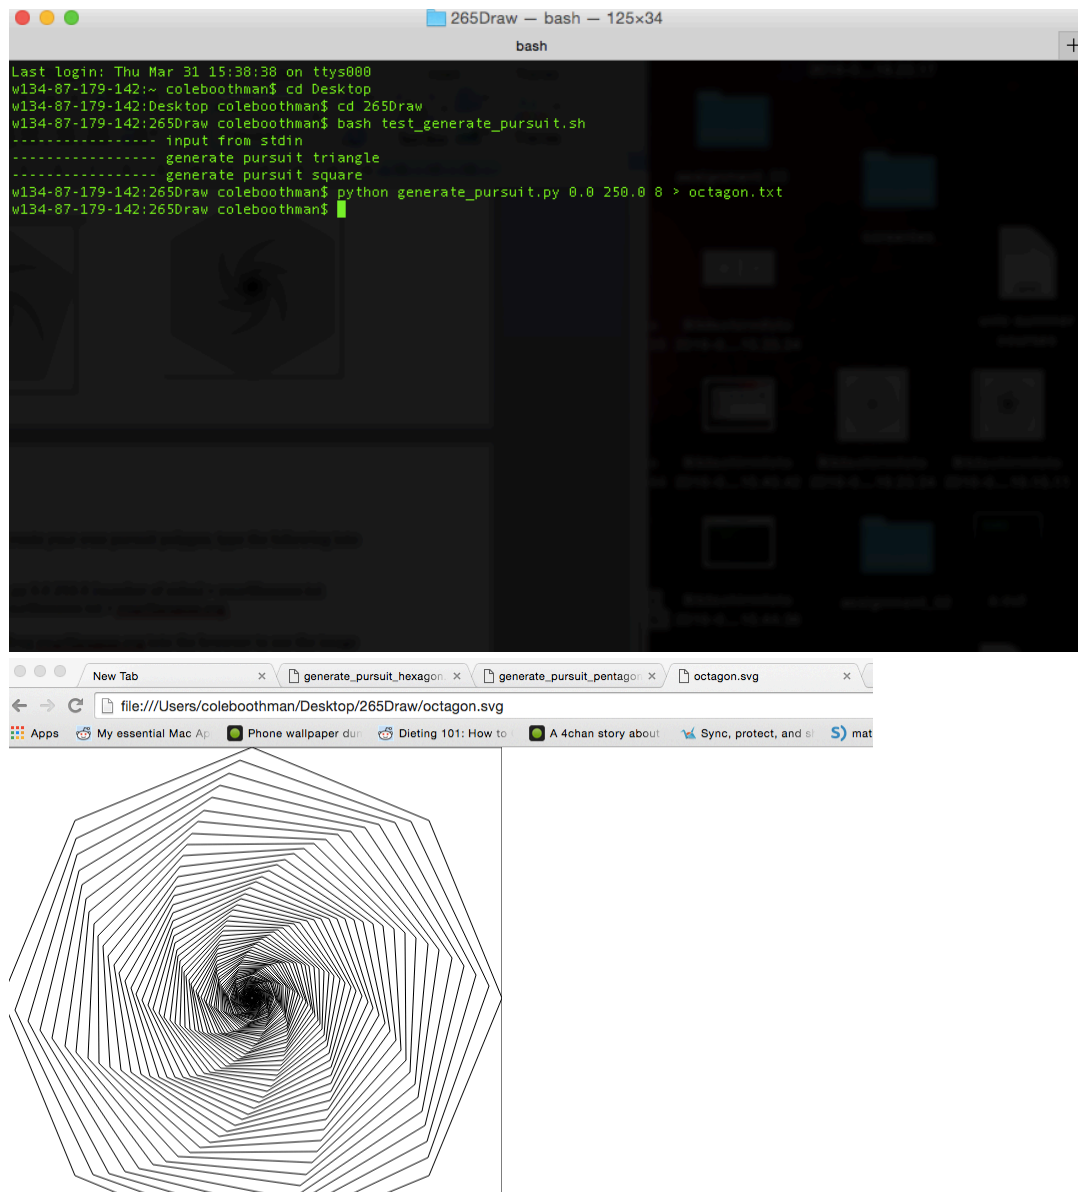 265Draw — bash — 125×34
bash
Last login: Thu Mar 31 15:38:38 on ttys000
w134-87-179-142:~ coleboothman$ cd Desktop
w134-87-179-142:Desktop coleboothman$ cd 265Draw
w134-87-179-142:265Draw coleboothman$ bash test_generate_pursuit.sh
----------------- input from stdin
----------------- generate pursuit triangle
----------------- generate pursuit square
w134-87-179-142:265Draw coleboothman$ python generate_pursuit.py 0.0 250.0 8 > octagon.txt
w134-87-179-142:265Draw coleboothman$
New Tab generate_pursuit_hexagon. generate_pursuit_pentagon octagon.svg
file:///Users/coleboothman/Desktop/265Draw/octagon.svg
Apps My essential Mac Ap Phone wallpaper dum Dieting 101: How to A 4chan story about Sync, protect, and s mat